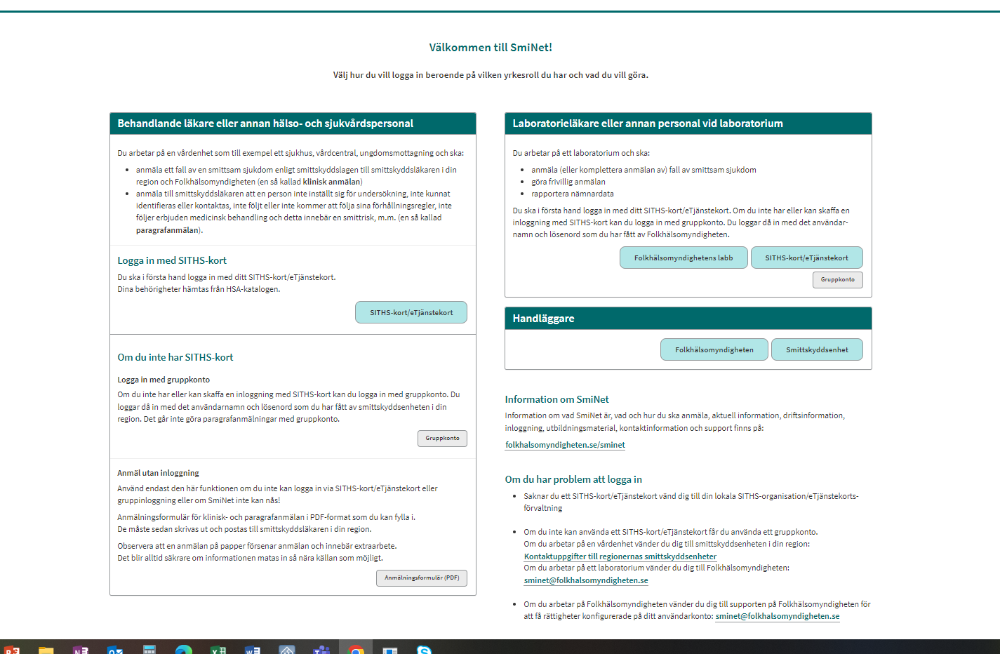 Välkommen till SmiNet!
Välj hur du vill logga in beroende på vilken yrkesroll du har och vad du vill göra.
Behandlande läkare eller annan hälso- och sjukvårdspersonal
Du arbetar på en vårdenhet som till exempel ett sjukhus, vårdcentral, ungdomsmottagning och ska:
anmäla ett fall av en smittsam sjukdom enligt smittskyddslagen till smittskyddsläkaren i din
region och Folkhälsomyndigheten (en så kallad klinisk anmälan)
anmäla till smittskyddsläkaren att en person inte inställt sig för undersökning, inte kunnat
identifieras eller kontaktas, inte följt eller inte kommer att följa sina förhållningsregler, inte
följer erbjuden medicinsk behandling och detta innebär en smittrisk, m.m. (en så kallad
paragrafanmälan).
Logga in med SITHS-kort
Du ska i första hand logga in med ditt SITHS-kort/eTjänstekort.
Dina behörigheter hämtas från HSA-katalogen.
SITHS-kort/eTjänstekort
Om du inte har SITHS-kort
Logga in med gruppkonto
Om du inte har eller kan skaffa en inloggning med SITHS-kort kan du logga in med gruppkonto. Du
loggar då in med det användarnamn och lösenord som du har fått av smittskyddsenheten i din
region. Det går inte göra paragrafanmälningar med gruppkonto.
Gruppkonto
Anmäl utan inloggning
Använd endast den här funktionen om du inte kan logga in via SITHS-kort/eTjänstekort eller
gruppinloggning eller om SmiNet inte kan nås!
Anmälningsformulär för klinisk- och paragrafanmälan i PDF-format som du kan fylla i.
De måste sedan skrivas ut och postas till smittskyddsläkaren i din region.
Observera att en anmälan på papper försenar anmälan och innebär extraarbete.
Det blir alltid säkrare om informationen matas in så nära källan som möjligt.
Anmälningsformulär (PDF)
Laboratorieläkare eller annan personal vid laboratorium
Du arbetar på ett laboratorium och ska:
anmäla (eller komplettera anmälan av) fall av smittsam sjukdom
göra frivillig anmälan
rapportera nämnardata
Du ska i första hand logga in med ditt SITHS-kort/eTjänstekort. Om du inte har eller kan skaffa en
inloggning med SITHS-kort kan du logga in med gruppkonto. Du loggar då in med det användar-
namn och lösenord som du har fått av Folkhälsomyndigheten.
Folkhälsomyndighetens labb
SITHS-kort/eTjänstekort
Gruppkonto
Handläggare
Folkhälsomyndigheten
Smittskyddsenhet
Information om SmiNet
Information om vad SmiNet är, vad och hur du ska anmäla, aktuell information, driftsinformation,
inloggning, utbildningsmaterial, kontaktinformation och support finns på:
folkhalsomyndigheten.se/sminet
Om du har problem att logga in
Saknar du ett SITHS-kort/eTjänstekort vänd dig till din lokala SITHS-organisation/eTjänstekorts-
förvaltning
Om du inte kan använda ett SITHS-kort/eTjänstekort får du använda ett gruppkonto.
Om du arbetar på en vårdenhet vänder du dig till smittskyddsenheten i din region:
Kontaktuppgifter till regionernas smittskyddsenheter
Om du arbetar på ett laboratorium vänder du dig till Folkhälsomyndigheten:
sminet@folkhalsomyndigheten.se
Om du arbetar på Folkhälsomyndigheten vänder du dig till supporten på Folkhälsomyndigheten för
att få rättigheter konfigurerade på ditt användarkonto: sminet@folkhalsomyndigheten.se